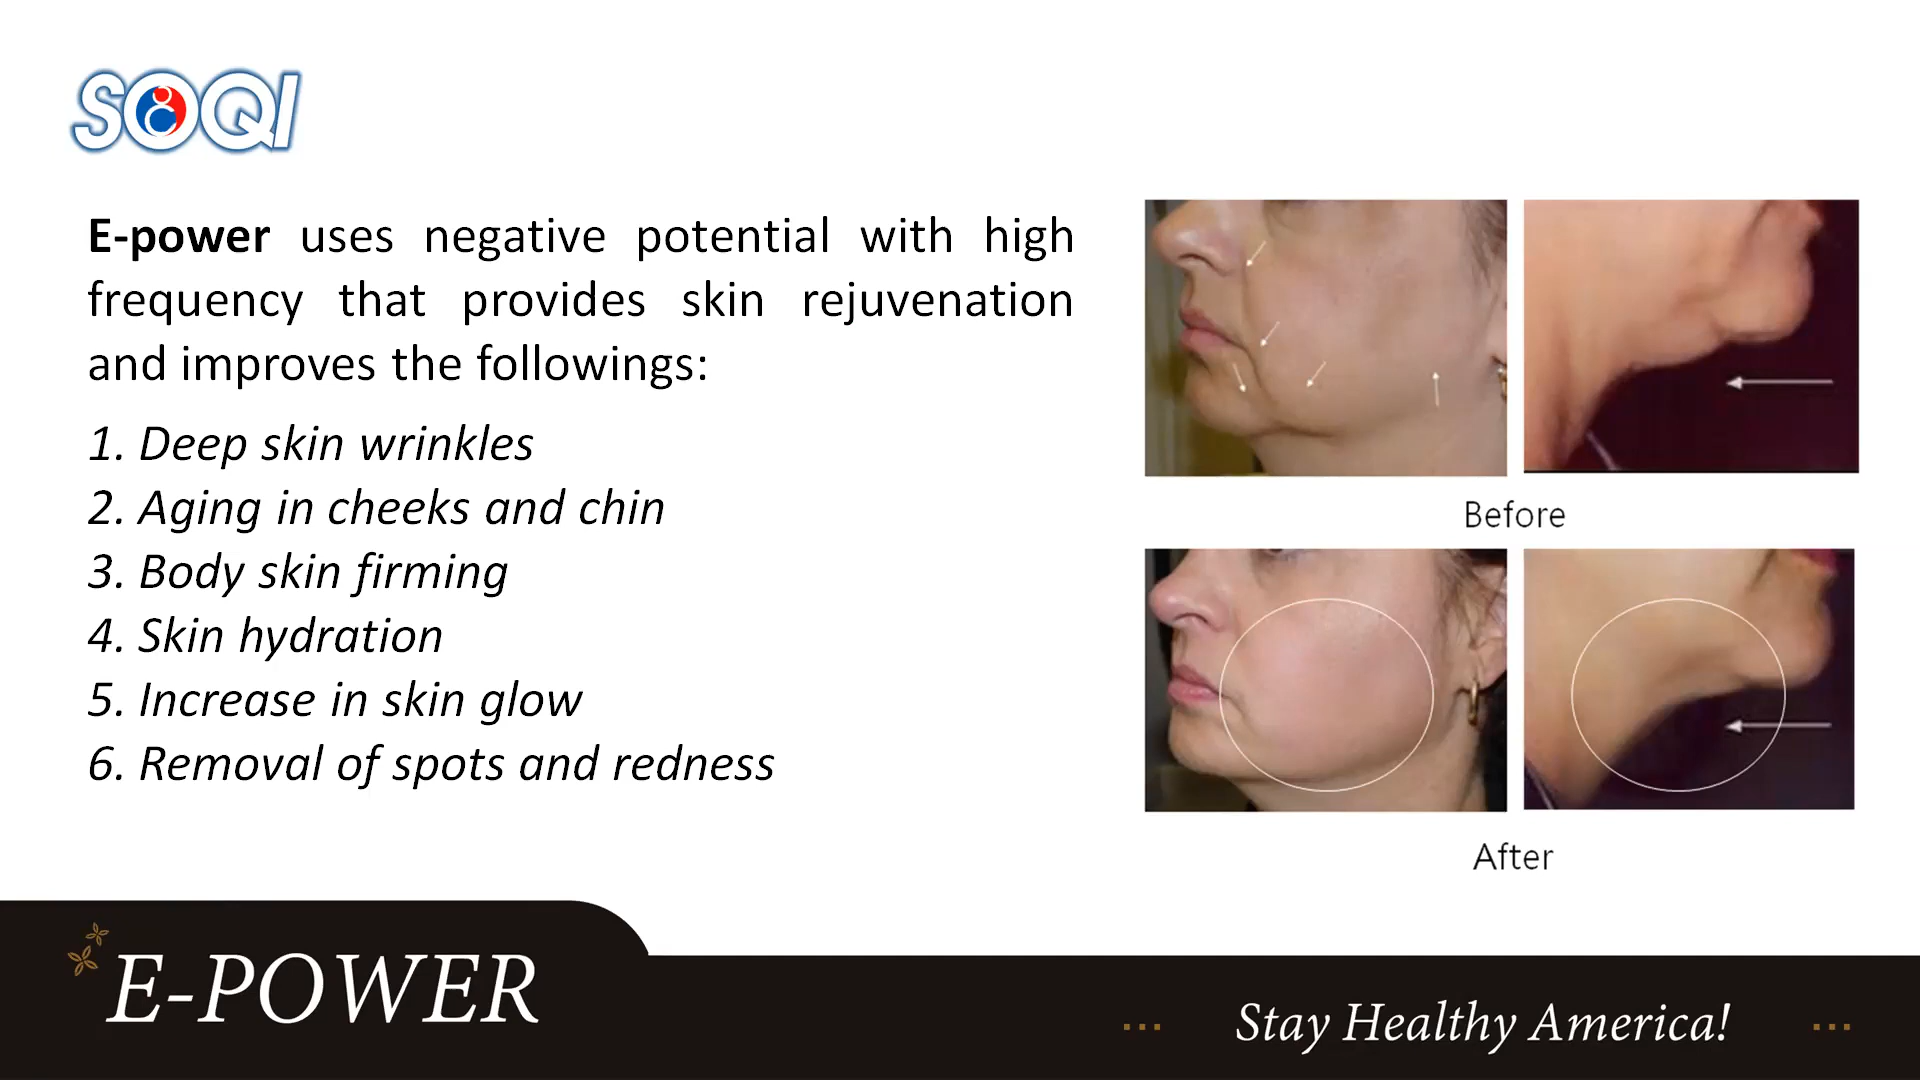 SOQI
E-power uses negative potential with high
frequency that provides skin rejuvenation
and improves the followings:
1. Deep skin wrinkles
2. Aging in cheeks and chin
3. Body skin firming
4. Skin hydration
5. Increase in skin glow
6. Removal of spots and redness
Before
After
E-POWER
Stay Healthy America!